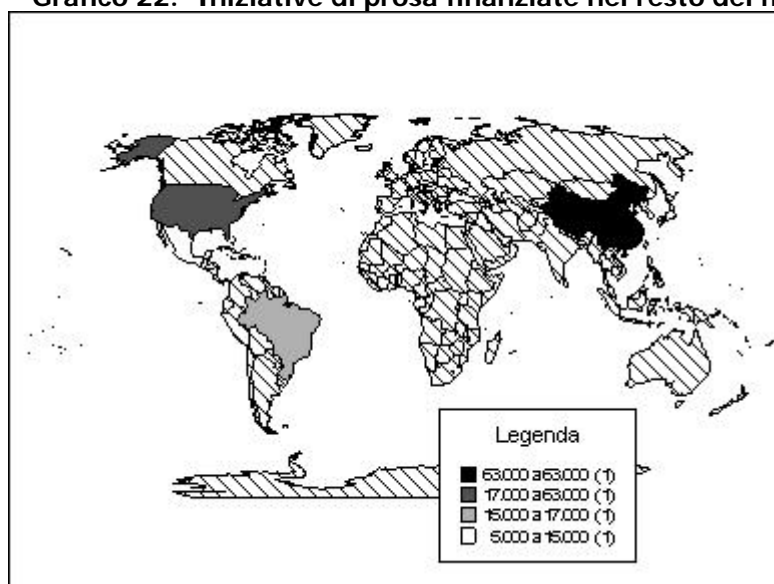 Grafico 22: Iniziative di prosa finanziate nel resto del
Legenda
63.000 a 63.000 (1)
17.000 a 63.000 (1)
15.000 a 17.000 (1)
5.000 a 15.000 (1)